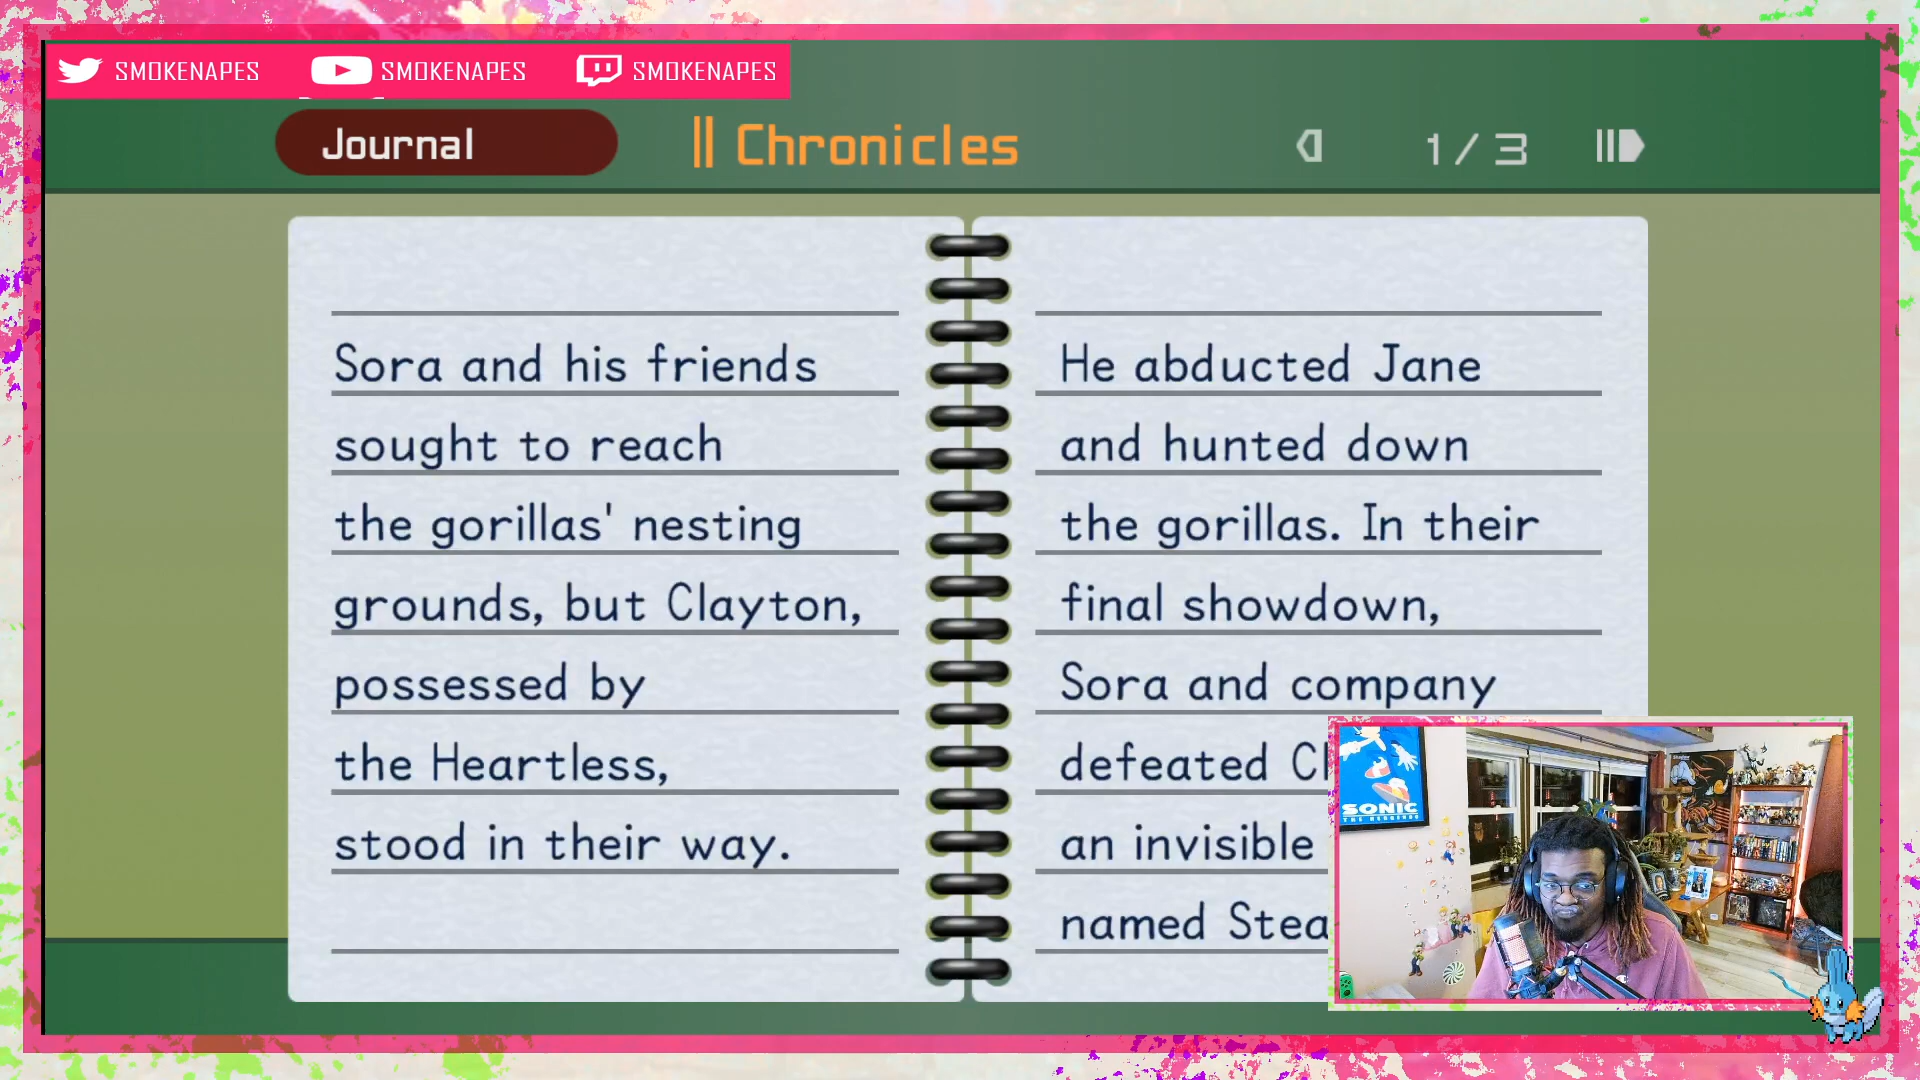 SMOKENAPES SMOKENAPES SMOKENAPES
Journal
Chronicles
1/3
Sora and his friends
sought to reach
the gorillas' nesting
grounds, but Clayton,
possessed by
the Heartless,
stood in their way.
He abducted Jane
and hunted down
the gorillas. In their
final showdown,
Sora and company
defeated
an invisible
named
SONIC
THE HEDGEHOG